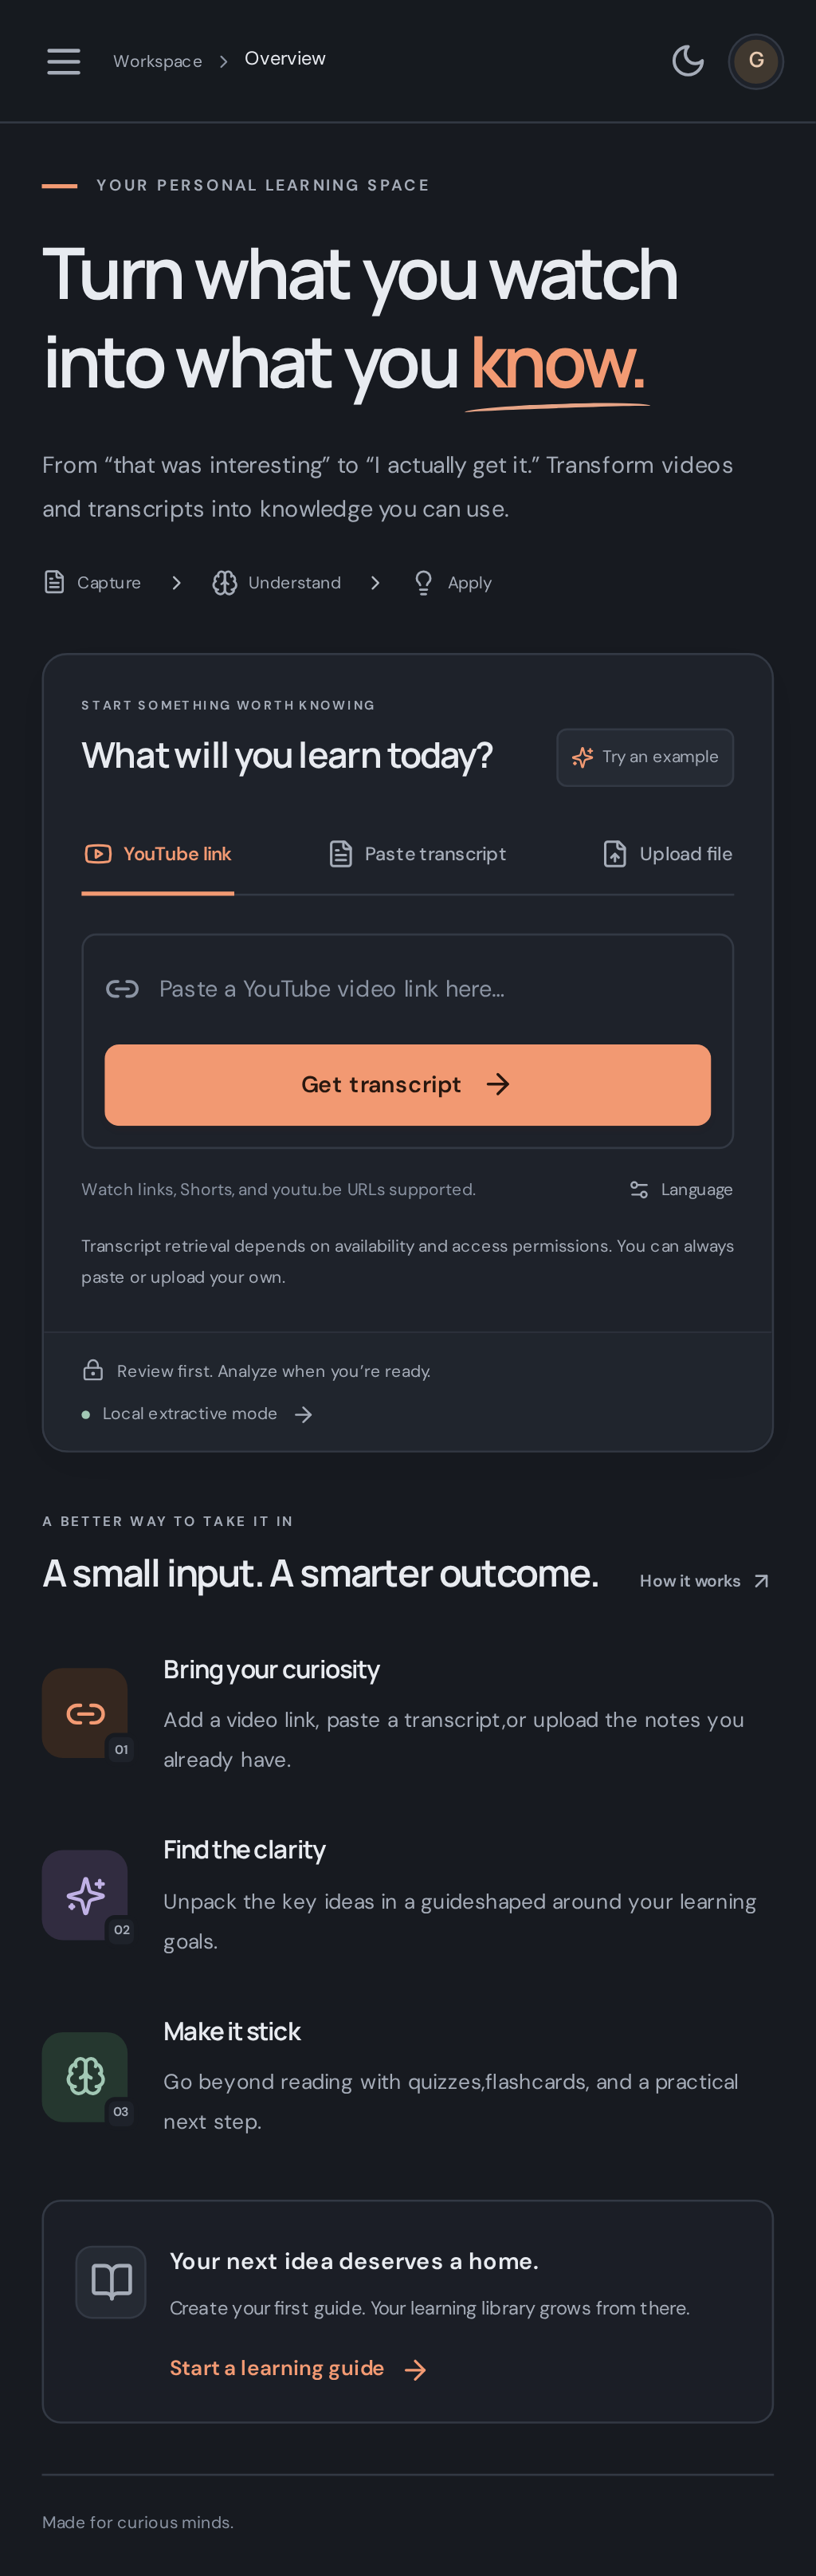 Workspace > Overview
G
YOUR PERSONAL LEARNING SPACE
Turn what you watch
into what you know.
From “that was interesting” to “I actually get it.” Transform videos
and transcripts into knowledge you can use.
Capture > Understand > Apply
START SOMETHING WORTH KNOWING
What will you learn today?
Try an example
YouTube link
Paste transcript
Upload file
Paste a YouTube video link here...
Get transcript →
Watch links, Shorts, and youtu.be URLs supported.
Language
Transcript retrieval depends on availability and access permissions. You can always
paste or upload your own.
Review first. Analyze when you’re ready.
Local extractive mode →
A BETTER WAY TO TAKE IT IN
A small input. A smarter outcome.
How it works ↗
Bring your curiosity
Add a video link, paste a transcript,or upload the notes you
already have.
01
Find the clarity
Unpack the key ideas in a guideshaped around your learning
goals.
02
Make it stick
Go beyond reading with quizzes,flashcards, and a practical
next step.
03
Your next idea deserves a home.
Create your first guide. Your learning library grows from there.
Start a learning guide →
Made for curious minds.